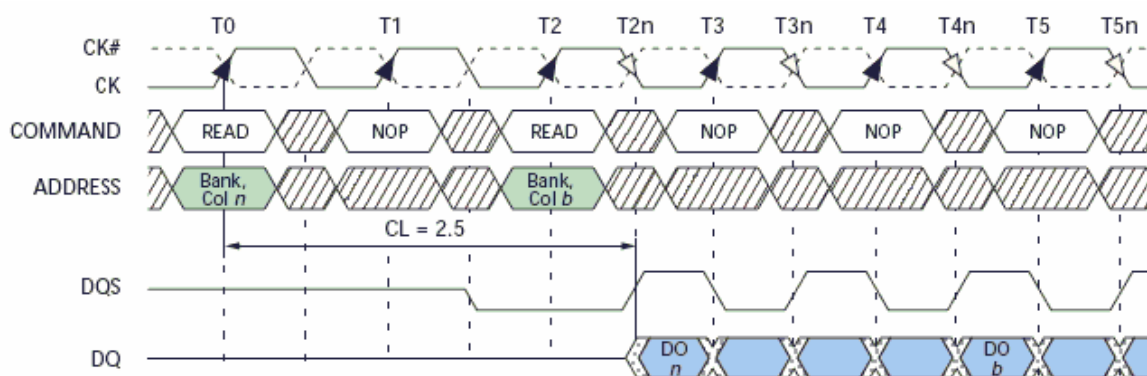 T0 T1 T2 T2n T3 T3n T4 T4n T5 T5n
CK#
CK
COMMAND READ NOP READ NOP NOP NOP
ADDRESS Bank, Col n Bank, Col b
CL = 2.5
DQS
DQ DO n DO b